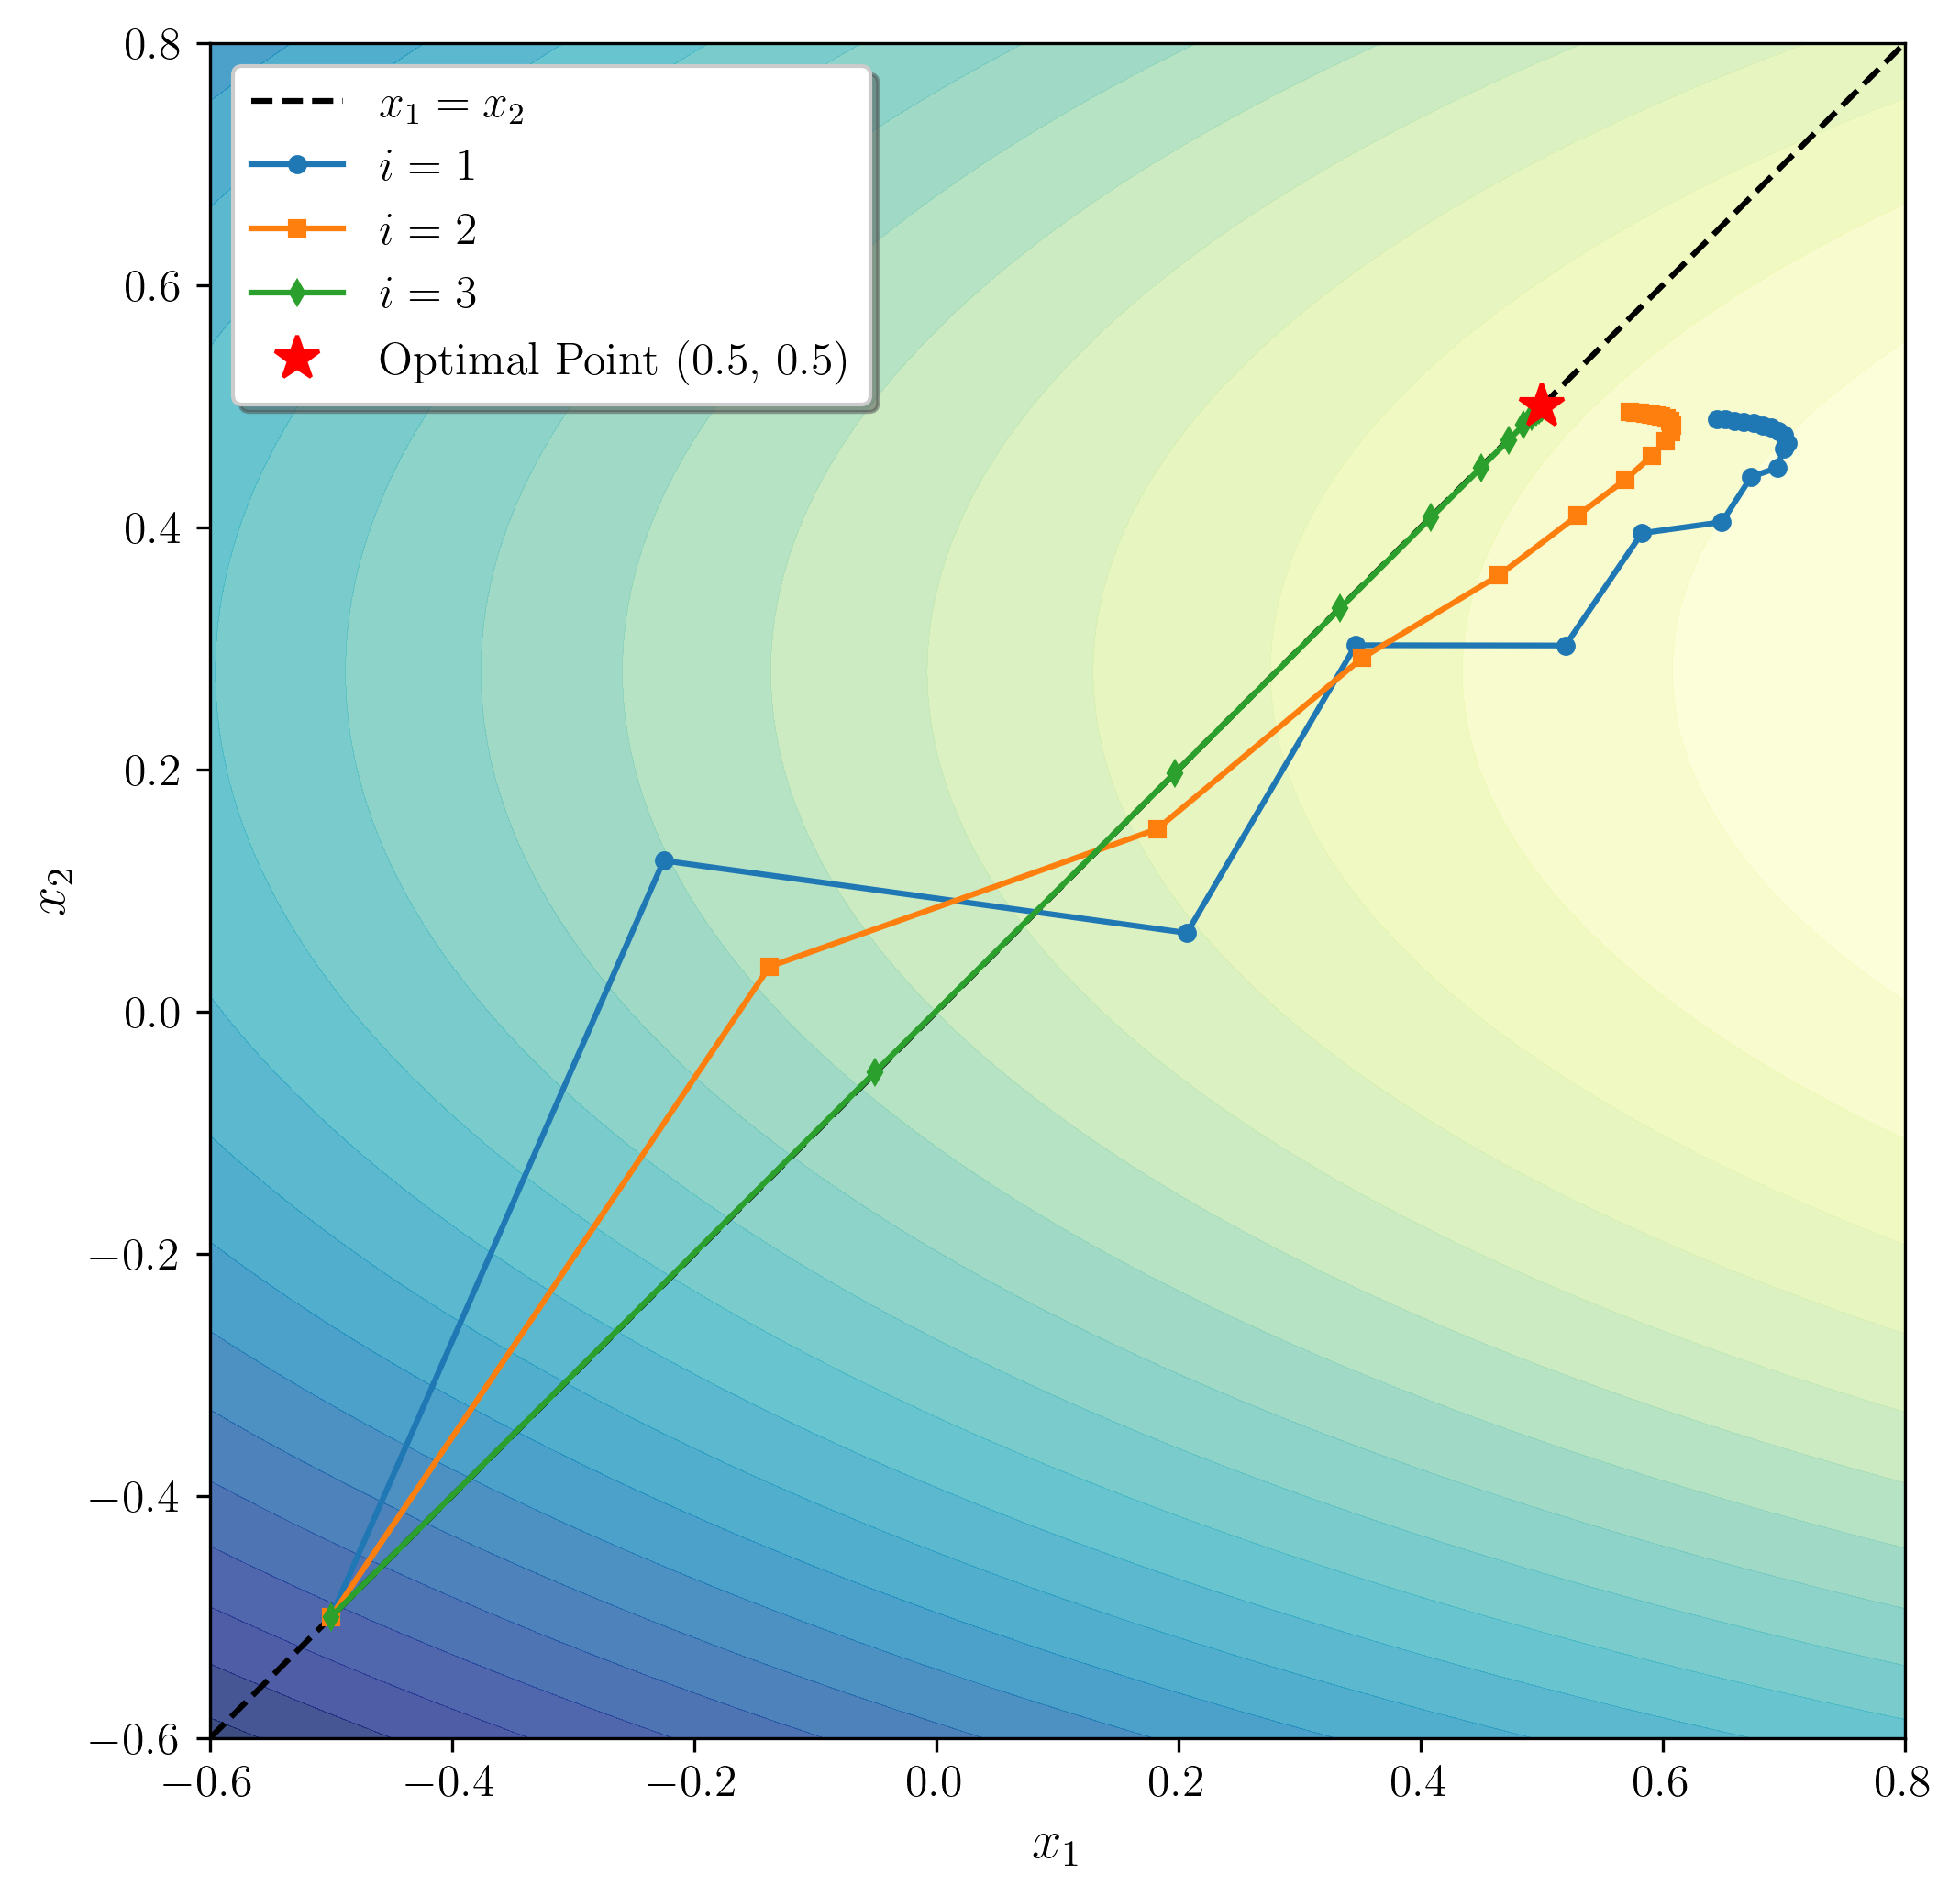 0.8
0.6
0.4
0.2
0.0
−0.2
−0.4
−0.6
x₂
x₁ = x₂
i = 1
i = 2
i = 3
Optimal Point (0.5, 0.5)
−0.6 −0.4 −0.2 0.0 0.2 0.4 0.6 0.8
x₁